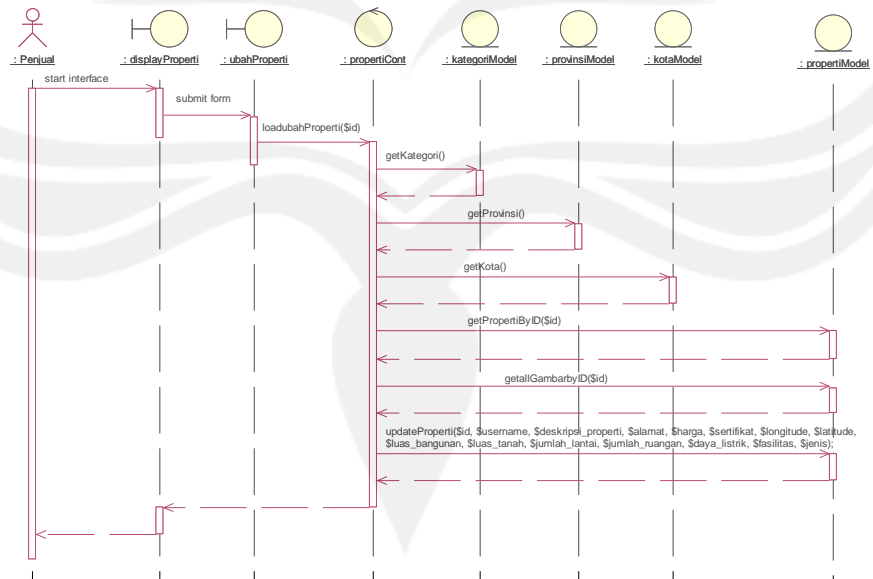 : Penjual
: displayProperti
: ubahProperti
: propertiCont
: kategoriModel
: provinsiModel
: kotaModel
: propertiModel
start interface
submit form
loadubahProperti($id)
getKategori()
getProvinsi()
getKota()
getPropertiByID($id)
getallGambarbyID($id)
updateProperti($id, $username, $deskripsi_properti, $alamat, $harga, $sertifikat, $longitude, $latitude,
$luas_bangunan, $luas_tanah, $jumlah_lantai, $jumlah_ruangan, $daya_listrik, $fasilitas, $jenis);